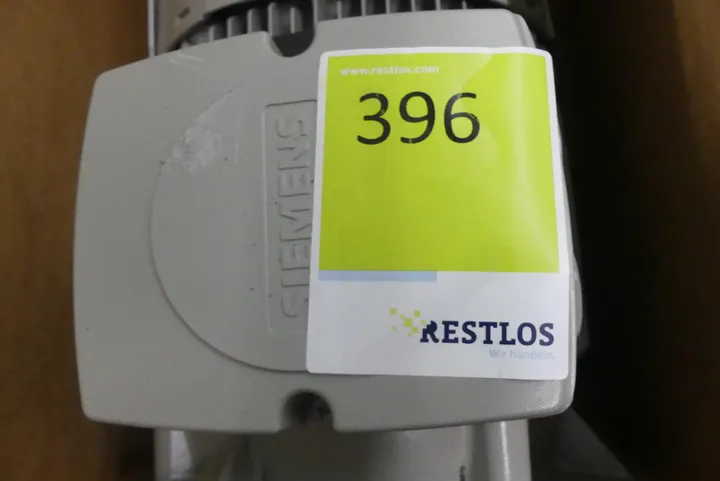 SIEMENS
www.restlos.com
396
RESTLOS
Wir handeln.